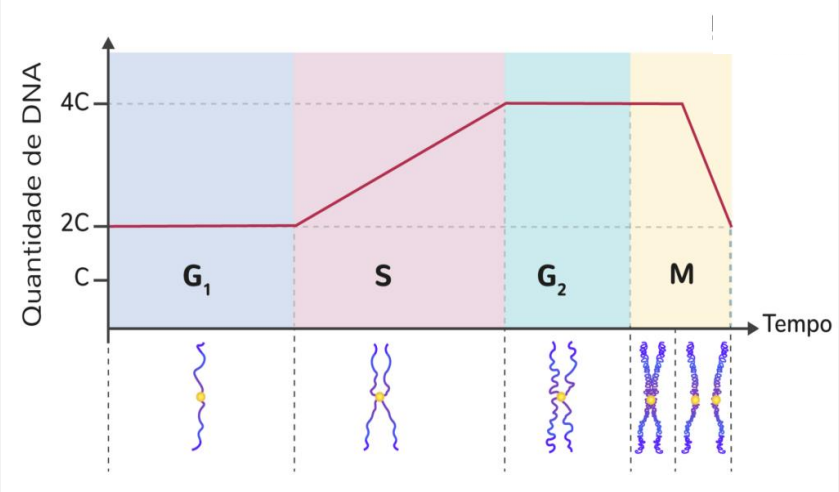 Quantidade de DNA
4C
2C
C
G₁
S
G₂
M
Tempo